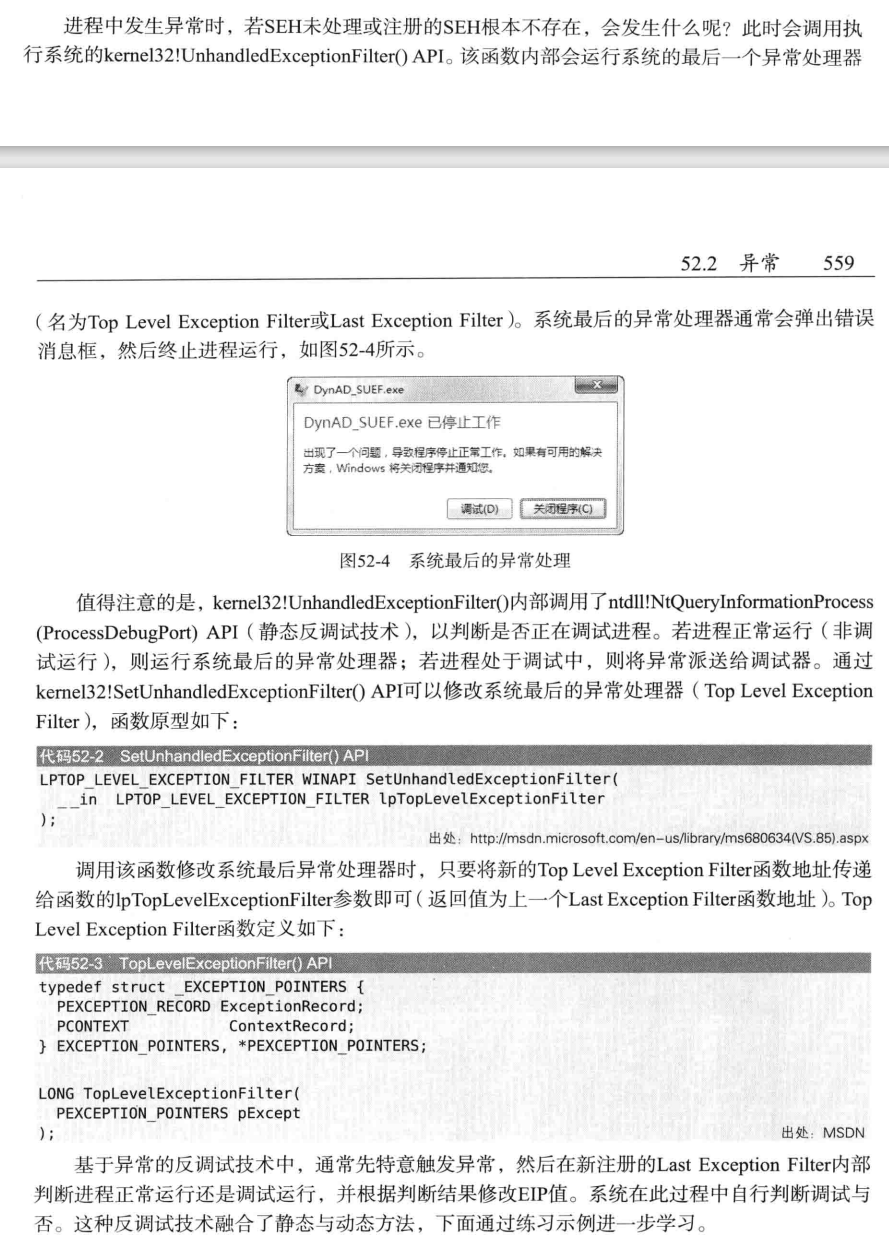 进程中发生异常时，若SEH未处理或注册的SEH根本不存在，会发生什么呢？此时会调用执
行系统的kernel32!UnhandledExceptionFilter() API。该函数内部会运行系统的最后一个异常处理器
52.2 异常 559
（名为Top Level Exception Filter或Last Exception Filter）。系统最后的异常处理器通常会弹出错误
消息框，然后终止进程运行，如图52-4所示。
DynAD_SUEF.exe
DynAD_SUEF.exe 已停止工作
出现了一个问题，导致程序停止正常工作。如果有可用的解决
方案，Windows 将关闭程序并通知您。
调试(D) 关闭程序(C)
图52-4 系统最后的异常处理
值得注意的是，kernel32!UnhandledExceptionFilter()内部调用了ntdll!NtQueryInformationProcess
(ProcessDebugPort) API（静态反调试技术），以判断是否正在调试进程。若进程正常运行（非调
试运行），则运行系统最后的异常处理器；若进程处于调试中，则将异常派送给调试器。通过
kernel32!SetUnhandledExceptionFilter() API可以修改系统最后的异常处理器（Top Level Exception
Filter），函数原型如下：
代码52-2 SetUnhandledExceptionFilter() API
LPTOP_LEVEL_EXCEPTION_FILTER WINAPI SetUnhandledExceptionFilter(
__in LPTOP_LEVEL_EXCEPTION_FILTER lpTopLevelExceptionFilter
);
出处：http://msdn.microsoft.com/en-us/library/ms680634(VS.85).aspx
调用该函数修改系统最后异常处理器时，只要将新的Top Level Exception Filter函数地址传递
给函数的lpTopLevelExceptionFilter参数即可（返回值为上一个Last Exception Filter函数地址）。Top
Level Exception Filter函数定义如下：
代码52-3 TopLevelExceptionFilter() API
typedef struct _EXCEPTION_POINTERS {
PEXCEPTION_RECORD ExceptionRecord;
PCONTEXT ContextRecord;
} EXCEPTION_POINTERS, *PEXCEPTION_POINTERS;
LONG TopLevelExceptionFilter(
PEXCEPTION_POINTERS pExcept
);
出处：MSDN
基于异常的反调试技术中，通常先特意触发异常，然后在新注册的Last Exception Filter内部
判断进程正常运行还是调试运行，并根据判断结果修改EIP值。系统在此过程中自行判断调试与
否。这种反调试技术融合了静态与动态方法，下面通过练习示例进一步学习。